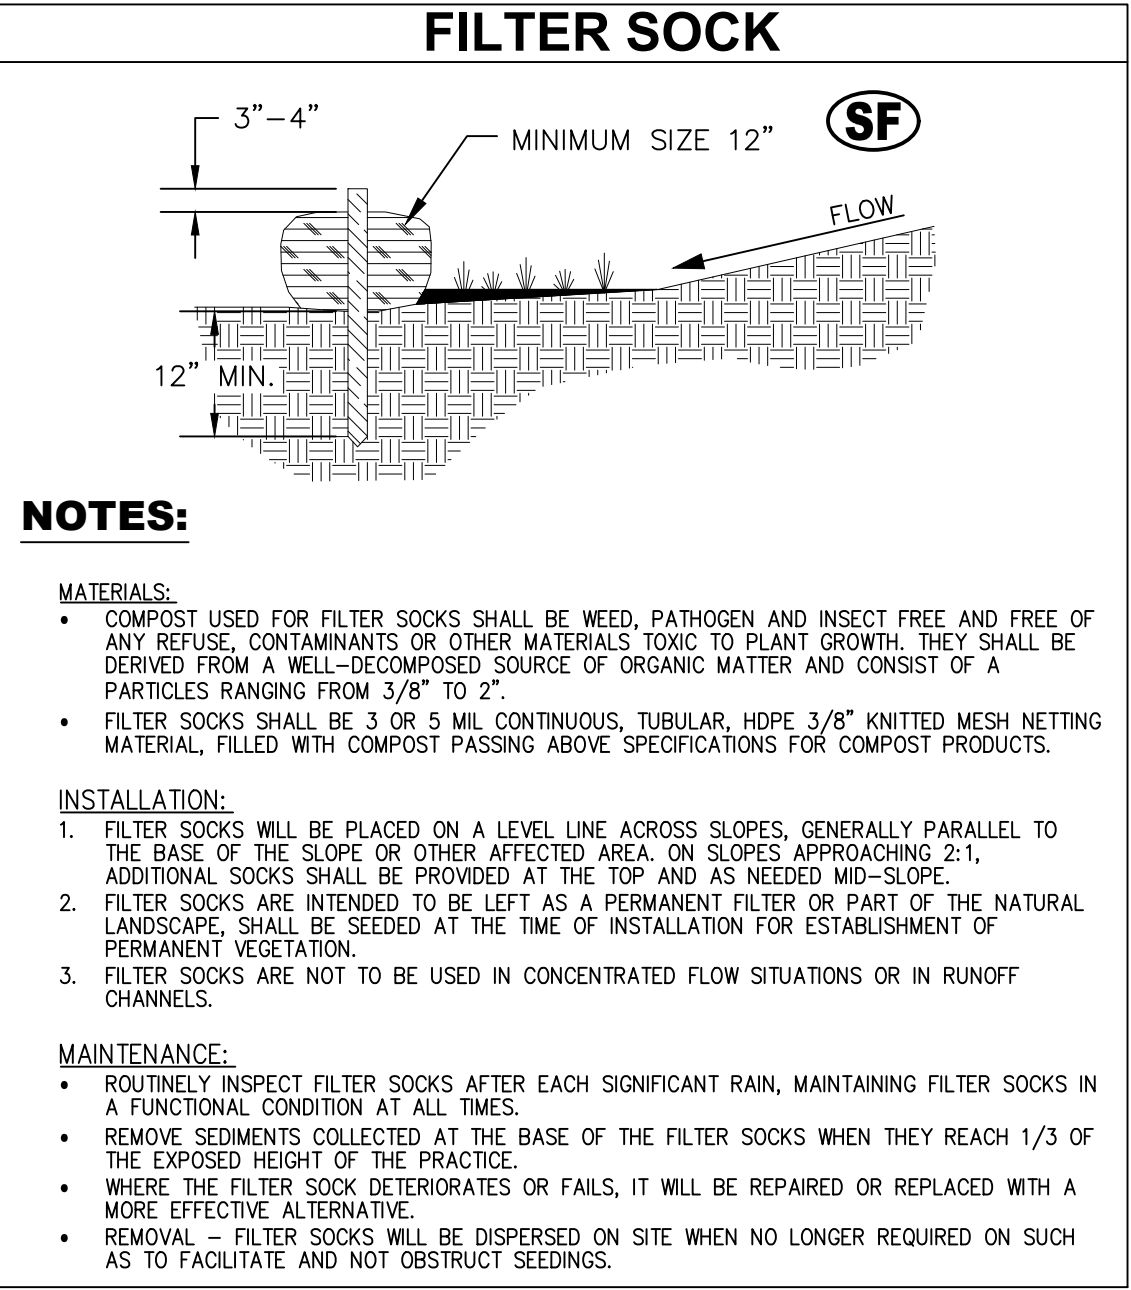 FILTER SOCK
3”-4”
MINIMUM SIZE 12”
SF
FLOW
12” MIN.
NOTES:
MATERIALS:
• COMPOST USED FOR FILTER SOCKS SHALL BE WEED, PATHOGEN AND INSECT FREE AND FREE OF
ANY REFUSE, CONTAMINANTS OR OTHER MATERIALS TOXIC TO PLANT GROWTH. THEY SHALL BE
DERIVED FROM A WELL-DECOMPOSED SOURCE OF ORGANIC MATTER AND CONSIST OF A
PARTICLES RANGING FROM 3/8” TO 2”.
• FILTER SOCKS SHALL BE 3 OR 5 MIL CONTINUOUS, TUBULAR, HDPE 3/8” KNITTED MESH NETTING
MATERIAL, FILLED WITH COMPOST PASSING ABOVE SPECIFICATIONS FOR COMPOST PRODUCTS.
INSTALLATION:
1. FILTER SOCKS WILL BE PLACED ON A LEVEL LINE ACROSS SLOPES, GENERALLY PARALLEL TO
THE BASE OF THE SLOPE OR OTHER AFFECTED AREA. ON SLOPES APPROACHING 2:1,
ADDITIONAL SOCKS SHALL BE PROVIDED AT THE TOP AND AS NEEDED MID-SLOPE.
2. FILTER SOCKS ARE INTENDED TO BE LEFT AS A PERMANENT FILTER OR PART OF THE NATURAL
LANDSCAPE, SHALL BE SEEDED AT THE TIME OF INSTALLATION FOR ESTABLISHMENT OF
PERMANENT VEGETATION.
3. FILTER SOCKS ARE NOT TO BE USED IN CONCENTRATED FLOW SITUATIONS OR IN RUNOFF
CHANNELS.
MAINTENANCE:
• ROUTINELY INSPECT FILTER SOCKS AFTER EACH SIGNIFICANT RAIN, MAINTAINING FILTER SOCKS IN
A FUNCTIONAL CONDITION AT ALL TIMES.
• REMOVE SEDIMENTS COLLECTED AT THE BASE OF THE FILTER SOCKS WHEN THEY REACH 1/3 OF
THE EXPOSED HEIGHT OF THE PRACTICE.
• WHERE THE FILTER SOCK DETERIORATES OR FAILS, IT WILL BE REPAIRED OR REPLACED WITH A
MORE EFFECTIVE ALTERNATIVE.
• REMOVAL - FILTER SOCKS WILL BE DISPERSED ON SITE WHEN NO LONGER REQUIRED ON SUCH
AS TO FACILITATE AND NOT OBSTRUCT SEEDINGS.